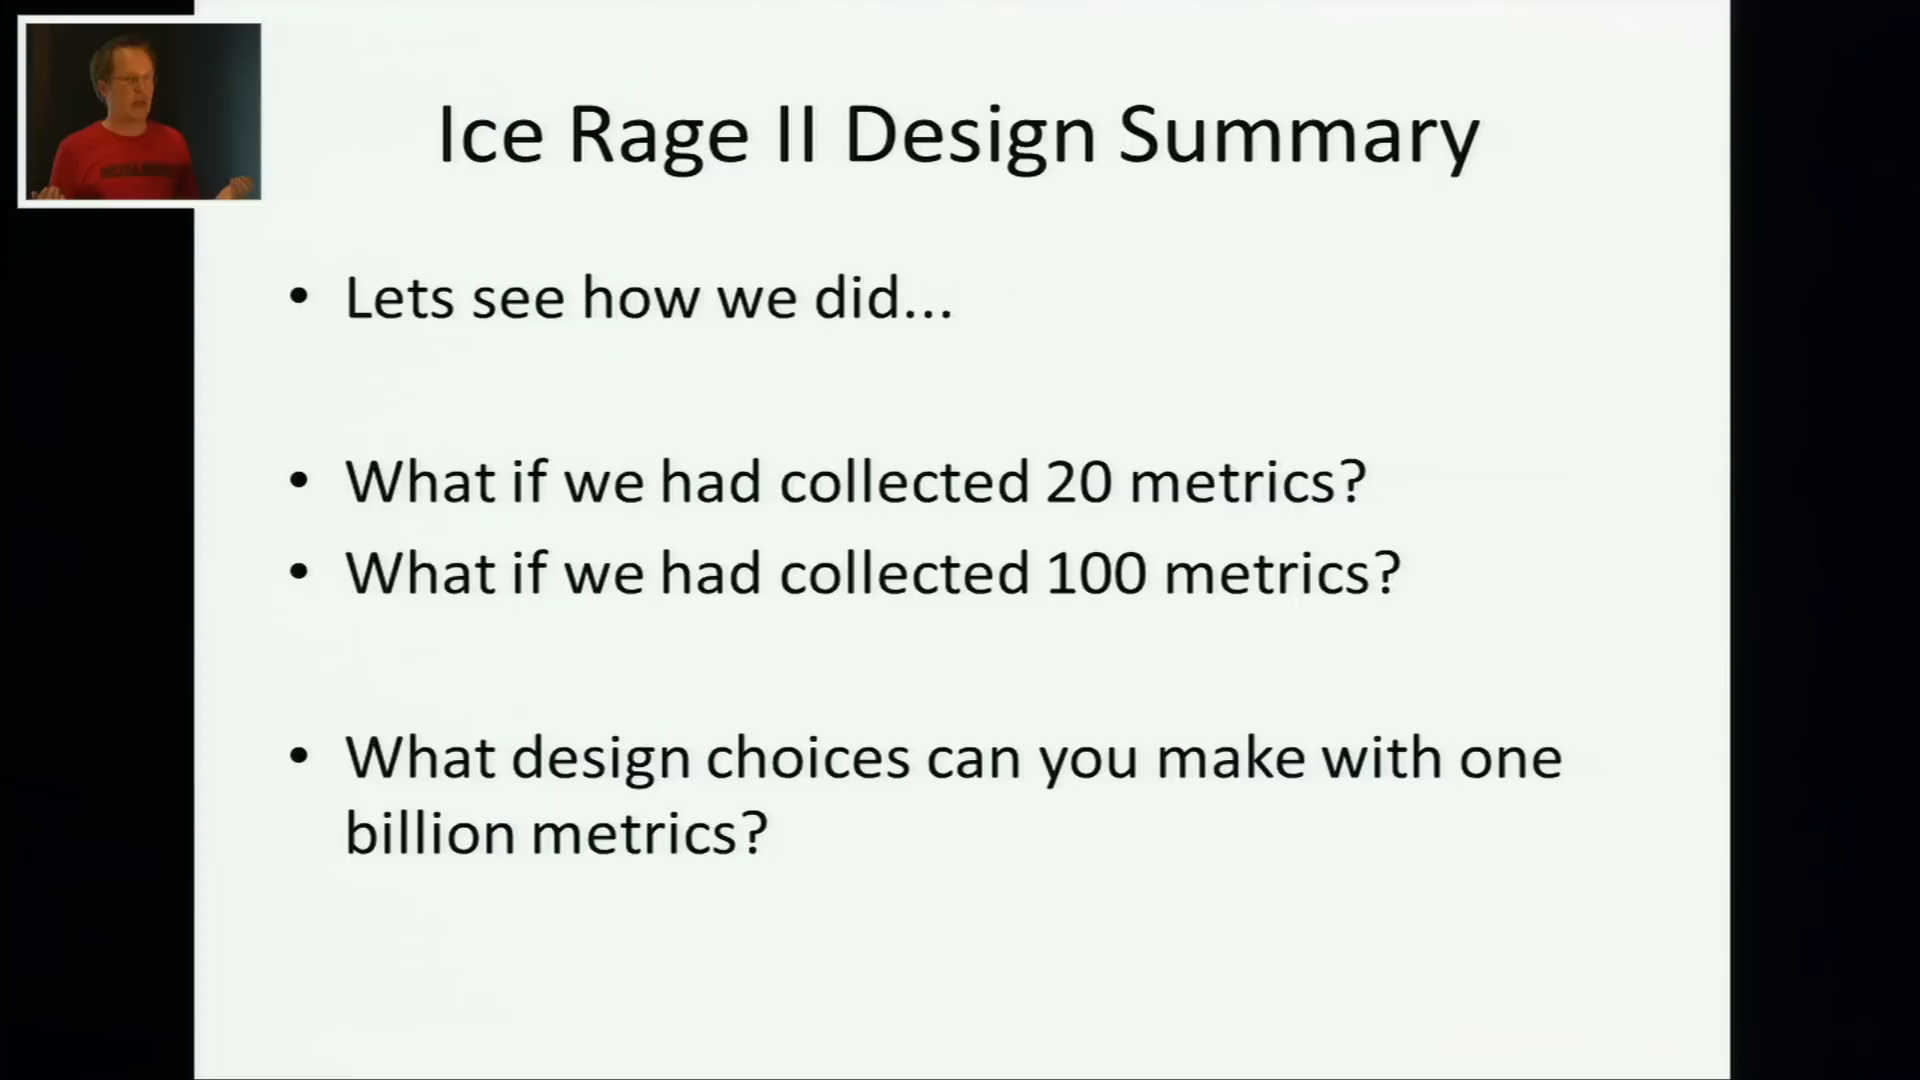 Ice Rage II Design Summary
• Lets see how we did...
• What if we had collected 20 metrics?
• What if we had collected 100 metrics?
• What design choices can you make with one
billion metrics?